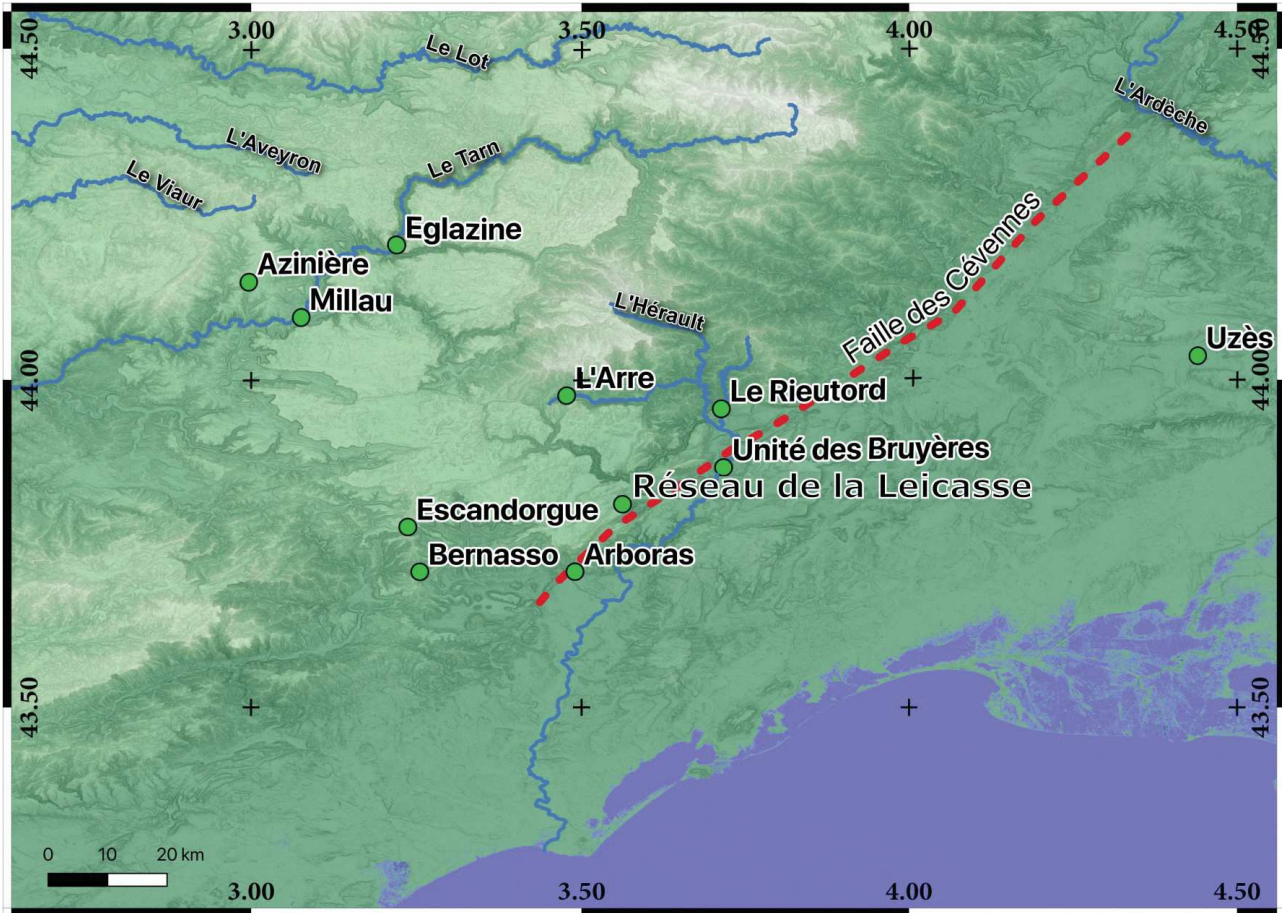 3.00 3.50 4.00 4.50
44.50
44.50
Le Lot
L'Ardèche
L'Aveyron
Le Tarn
Le Viaur
Eglazine
Azinière
Millau
Faille des Cévennes
L'Hérault
Uzès
44.00
44.00
L'Arre
Le Rieutord
Unité des Bruyères
Réseau de la Leicasse
Escandorgue
Bernasso
Arboras
43.50
43.50
0 10 20 km
3.00 3.50 4.00 4.50